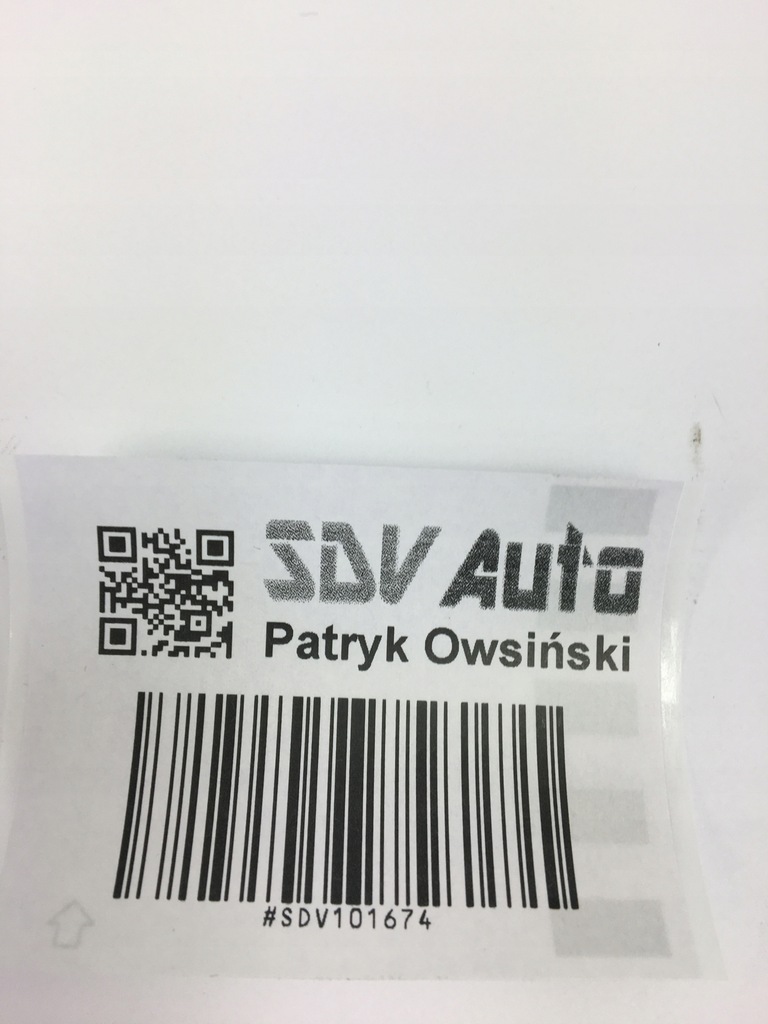 SDV Auto
Patryk Owsiński
#SDV101674